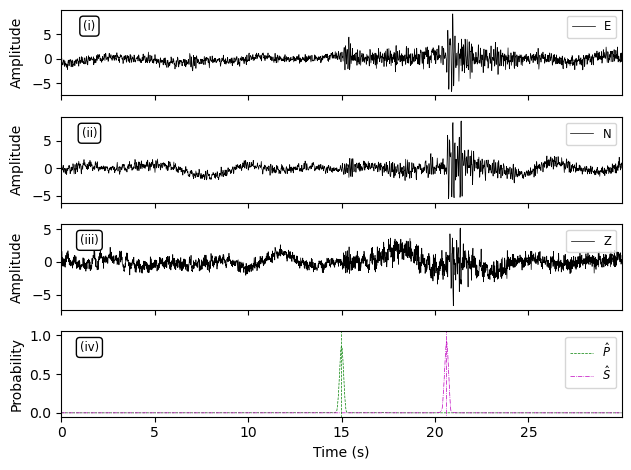 Amplitude
5
0
−5
(i)
E
Amplitude
5
0
−5
(ii)
N
Amplitude
5
0
−5
(iii)
Z
Probability
1.0
0.5
0.0
(iv)
P̂
Ŝ
0 5 10 15 20 25
Time (s)